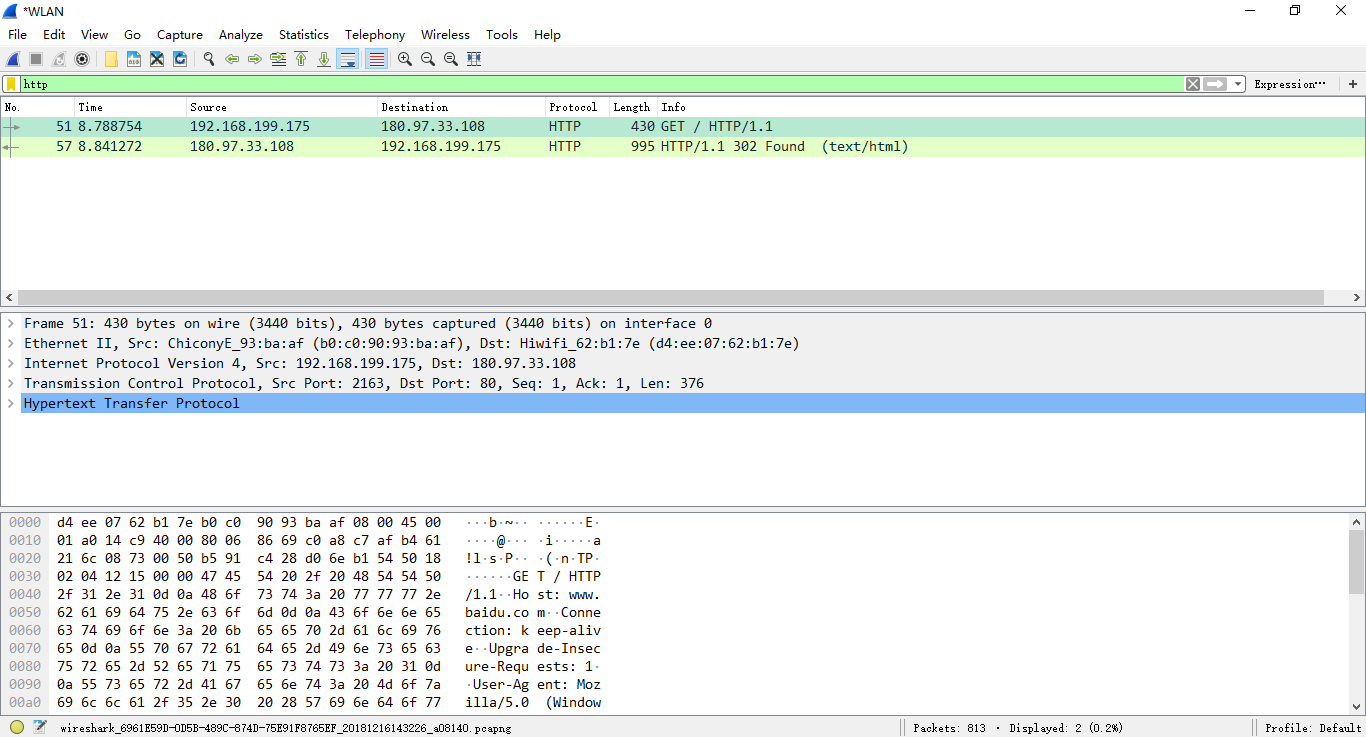 *WLAN
File Edit View Go Capture Analyze Statistics Telephony Wireless Tools Help
http Expression… +
No. Time Source Destination Protocol Length Info
51 8.788754 192.168.199.175 180.97.33.108 HTTP 430 GET / HTTP/1.1
57 8.841272 180.97.33.108 192.168.199.175 HTTP 995 HTTP/1.1 302 Found (text/html)
Frame 51: 430 bytes on wire (3440 bits), 430 bytes captured (3440 bits) on interface 0
Ethernet II, Src: ChiconyE_93:ba:af (b0:c0:90:93:ba:af), Dst: Hiwifi_62:b1:7e (d4:ee:07:62:b1:7e)
Internet Protocol Version 4, Src: 192.168.199.175, Dst: 180.97.33.108
Transmission Control Protocol, Src Port: 2163, Dst Port: 80, Seq: 1, Ack: 1, Len: 376
Hypertext Transfer Protocol
0000 d4 ee 07 62 b1 7e b0 c0 90 93 ba af 08 00 45 00 ···b·~·· ······E·
0010 01 a0 14 c9 40 00 80 06 86 69 c0 a8 c7 af b4 61 ····@··· ·i·····a
0020 21 6c 08 73 00 50 b5 91 c4 28 d0 6e b1 54 50 18 !l·s·P·· ·(·n·TP·
0030 02 04 12 15 00 00 47 45 54 20 2f 20 48 54 54 50 ······GE T / HTTP
0040 2f 31 2e 31 0d 0a 48 6f 73 74 3a 20 77 77 77 2e /1.1··Ho st: www.
0050 62 61 69 64 75 2e 63 6f 6d 0d 0a 43 6f 6e 6e 65 baidu.co m··Conne
0060 63 74 69 6f 6e 3a 20 6b 65 65 70 2d 61 6c 69 76 ction: k eep-aliv
0070 65 0d 0a 55 70 67 72 61 64 65 2d 49 6e 73 65 63 e··Upgra de-Insec
0080 75 72 65 2d 52 65 71 75 65 73 74 73 3a 20 31 0d ure-Requ ests: 1·
0090 0a 55 73 65 72 2d 41 67 65 6e 74 3a 20 4d 6f 7a ·User-Ag ent: Moz
00a0 69 6c 6c 61 2f 35 2e 30 20 28 57 69 6e 64 6f 77 illa/5.0 (Window
wireshark_6961E59D-0D5B-489C-874D-75E91F8765EF_20181216143226_a08140.pcapng Packets: 813 · Displayed: 2 (0.2%) Profile: Default